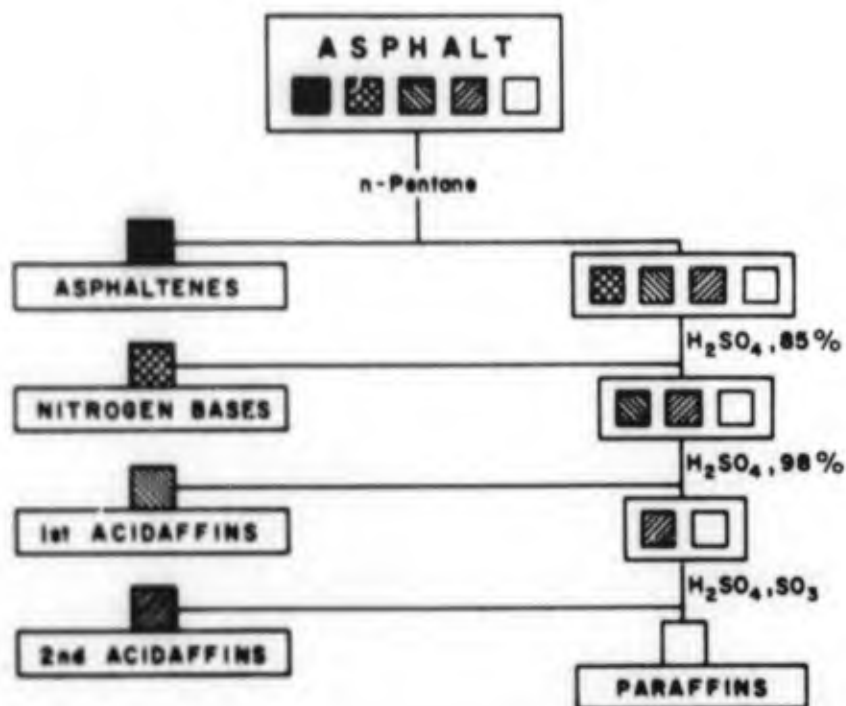 ASPHALT
n-Pentane
ASPHALTENES
H₂SO₄, 85%
NITROGEN BASES
H₂SO₄, 98%
1st ACIDAFFINS
H₂SO₄, SO₃
2nd ACIDAFFINS
PARAFFINS